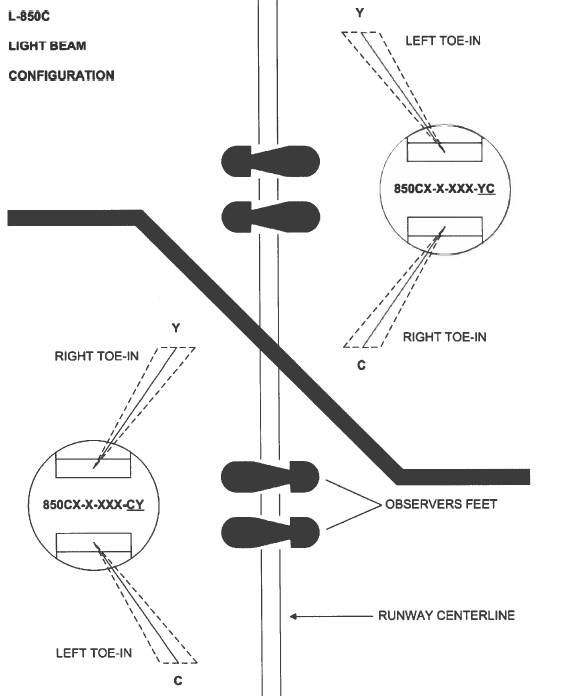 L-850C
LIGHT BEAM
CONFIGURATION
Y
LEFT TOE-IN
850CX-X-XXX-YC
RIGHT TOE-IN
C
Y
RIGHT TOE-IN
850CX-X-XXX-CY
LEFT TOE-IN
C
OBSERVERS FEET
RUNWAY CENTERLINE